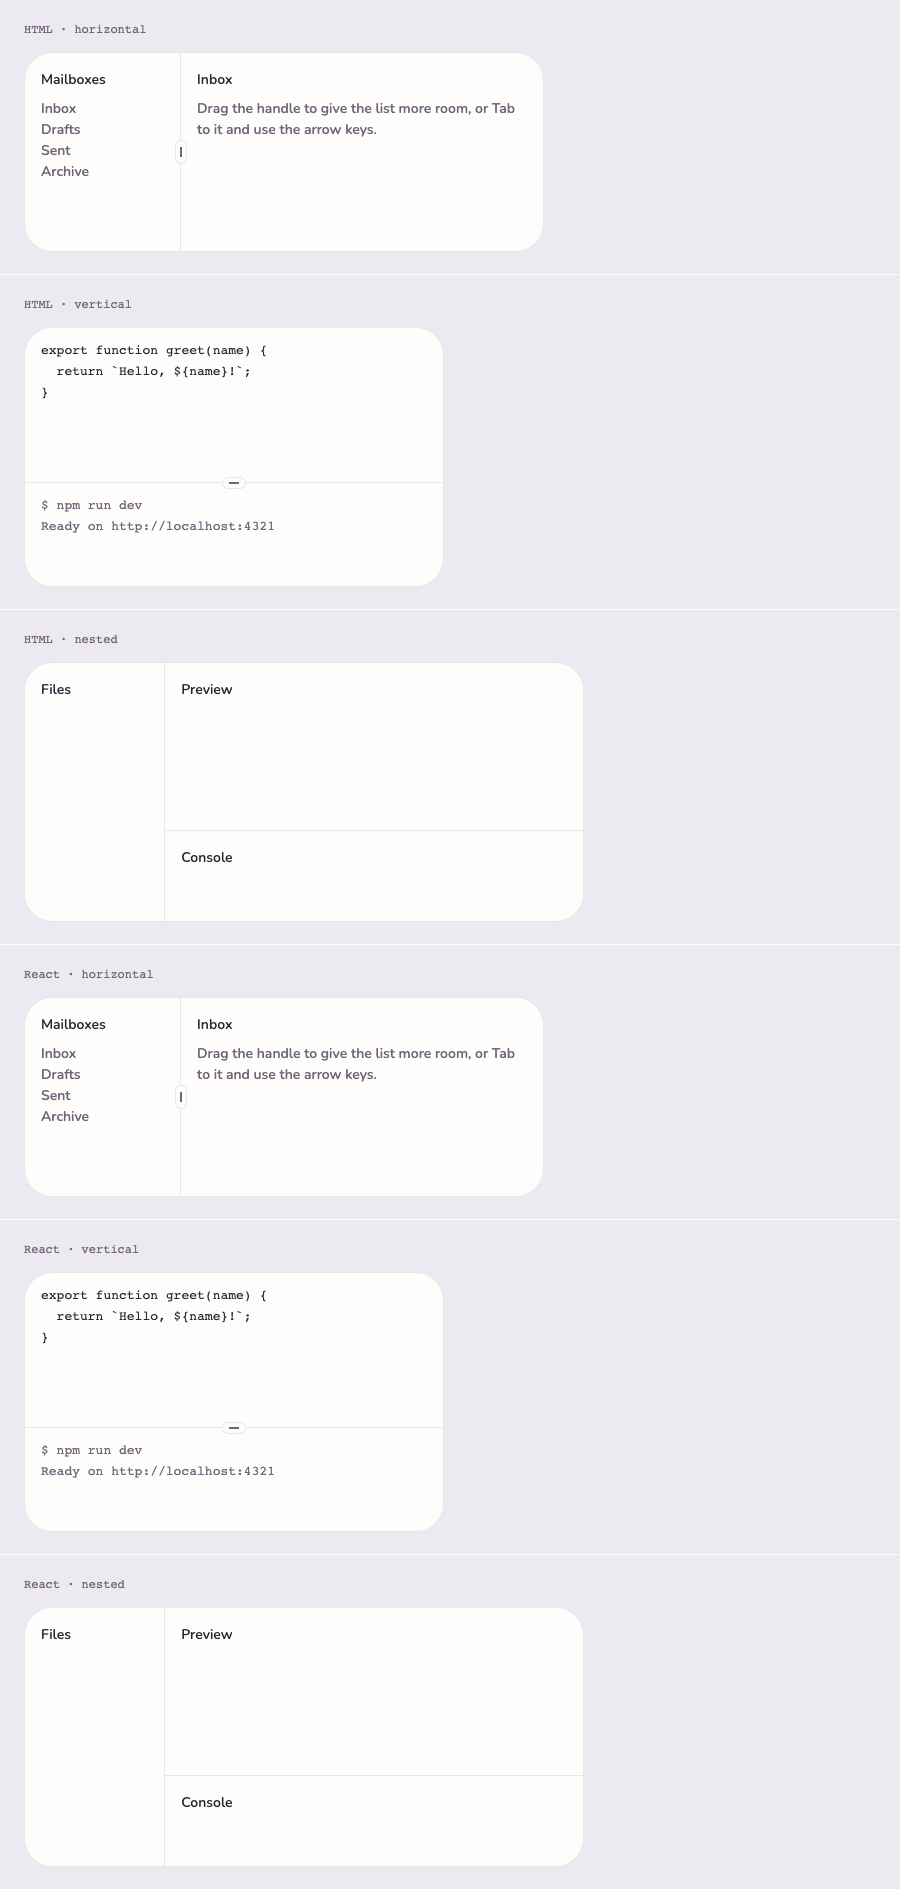 HTML · horizontal
Mailboxes
Inbox
Drafts
Sent
Archive
Inbox
Drag the handle to give the list more room, or Tab
to it and use the arrow keys.
HTML · vertical
export function greet(name) {
  return `Hello, ${name}!`;
}
$ npm run dev
Ready on http://localhost:4321
HTML · nested
Files
Preview
Console
React · horizontal
Mailboxes
Inbox
Drafts
Sent
Archive
Inbox
Drag the handle to give the list more room, or Tab
to it and use the arrow keys.
React · vertical
export function greet(name) {
  return `Hello, ${name}!`;
}
$ npm run dev
Ready on http://localhost:4321
React · nested
Files
Preview
Console